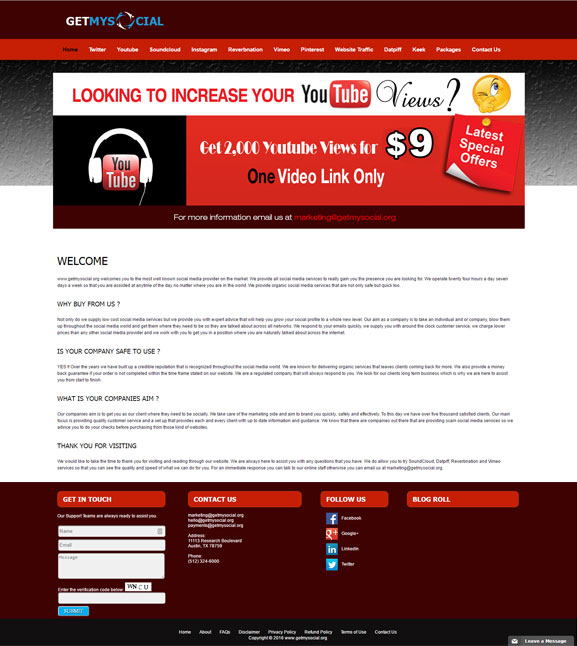 GETMYSOCIAL
Home Twitter Youtube Soundcloud Instagram Reverbnation Vimeo Pinterest Website Traffic Datpiff Keek Packages Contact Us
LOOKING TO INCREASE YOUR YouTube Views?
Get 2,000 Youtube Views for $9
One Video Link Only
YouTube
Latest Special Offers
For more information email us at marketing@getmysocial.org
WELCOME
www.getmysocial.org welcomes you to the most well known social media provider on the market. We provide all social media services to really gain you the presence you are looking for. We operate twenty four hours a day seven
days a week so that you are assisted at anytime of the day no matter where you are in the world. We provide organic social media services that are not only safe but quick too.
WHY BUY FROM US ?
Not only do we supply low cost social media services but we provide you with expert advice that will help you grow your social profile to a whole new level. Our aim as a company is to take an individual and or company, blow them
up throughout the social media world and get them where they need to be so they are talked about across all networks. We respond to your emails quickly, we supply you with around the clock customer service, we charge lower
prices than any other social media provider and we work with you to get you in a position where you are naturally talked about across the internet.
IS YOUR COMPANY SAFE TO USE ?
YES !! Over the years we have built up a credible reputation that is recognized throughout the social media world. We are known for delivering organic services that leaves clients coming back for more. We also provide a money
back guarantee if your order is not completed within the time frame stated on our website. We are a regulated company that will always respond to you. We look for our clients long term business which is why we are here to assist
you from start to finish.
WHAT IS YOUR COMPANIES AIM ?
Our companies aim is to get you as our client where they need to be socially. We take care of the marketing side and aim to brand you quickly, safely and effectively. To this day we have over five thousand satisfied clients. Our main
focus is providing quality customer service and a set up that provides each and every client with up to date information and guidance. We know that there are companies out there that are providing scam social media services so we
advice you to do your checks before purchasing from those kind of websites.
THANK YOU FOR VISITING
We would like to take the time to thank you for visiting and reading through our website. We are always here to assist you with any questions that you have. We do allow you to try SoundCloud, Datpiff, Reverbnation and Vimeo
services so that you can see the quality and speed of what we can do for you. For an immediate response you can talk to our online staff otherwise you can email us at marketing@getmysocial.org
GET IN TOUCH
Our Support Teams are always ready to assist you.
Name
Email
Message
Enter the verification code below WN CU
SUBMIT
CONTACT US
marketing@getmysocial.org
hello@getmysocial.org
payments@getmysocial.org
Address:
11113 Research Boulevard
Austin, TX 78759
Phone:
(512) 324-6000
FOLLOW US
Facebook
Google+
LinkedIn
Twitter
BLOG ROLL
Home About FAQs Disclaimer Privacy Policy Refund Policy Terms of Use Contact Us
Copyright © 2016 www.getmysocial.org
Leave a Message